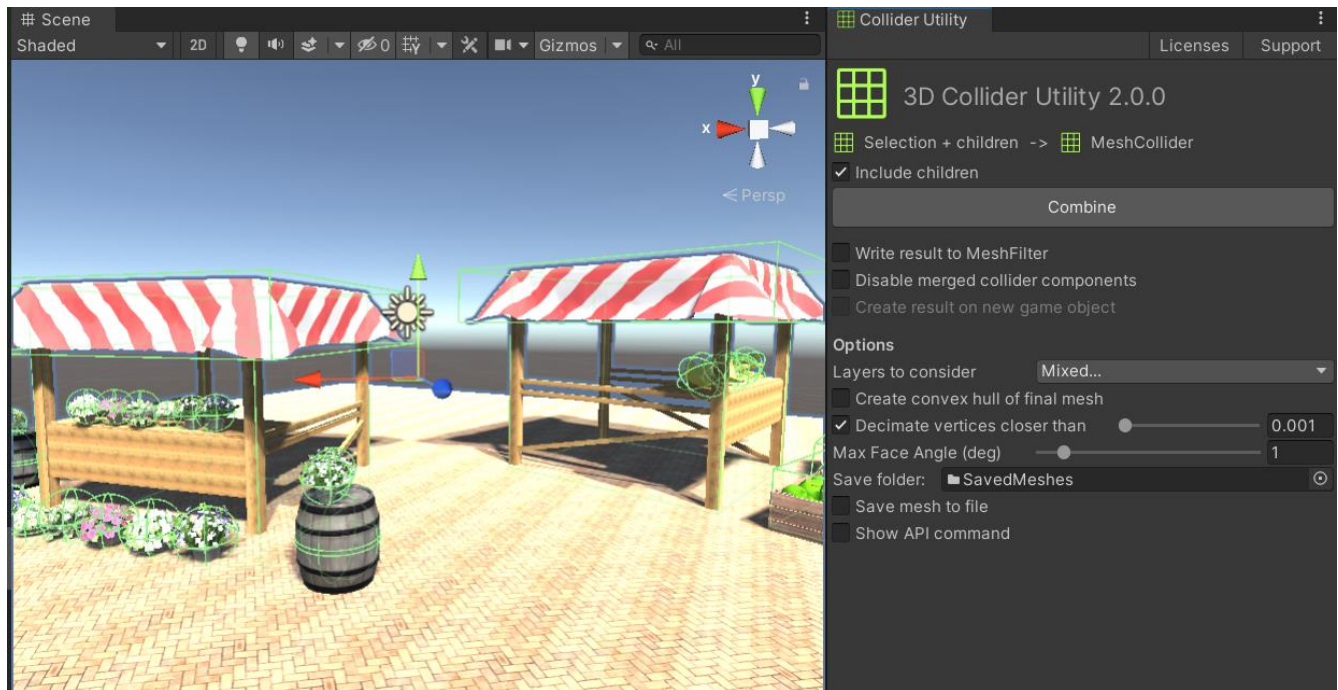 Scene
Shaded 2D 0 Gizmos All
y
x
Persp
Collider Utility
Licenses Support
3D Collider Utility 2.0.0
Selection + children -> MeshCollider
Include children
Combine
Write result to MeshFilter
Disable merged collider components
Create result on new game object
Options
Layers to consider Mixed...
Create convex hull of final mesh
Decimate vertices closer than 0.001
Max Face Angle (deg) 1
Save folder: SavedMeshes
Save mesh to file
Show API command